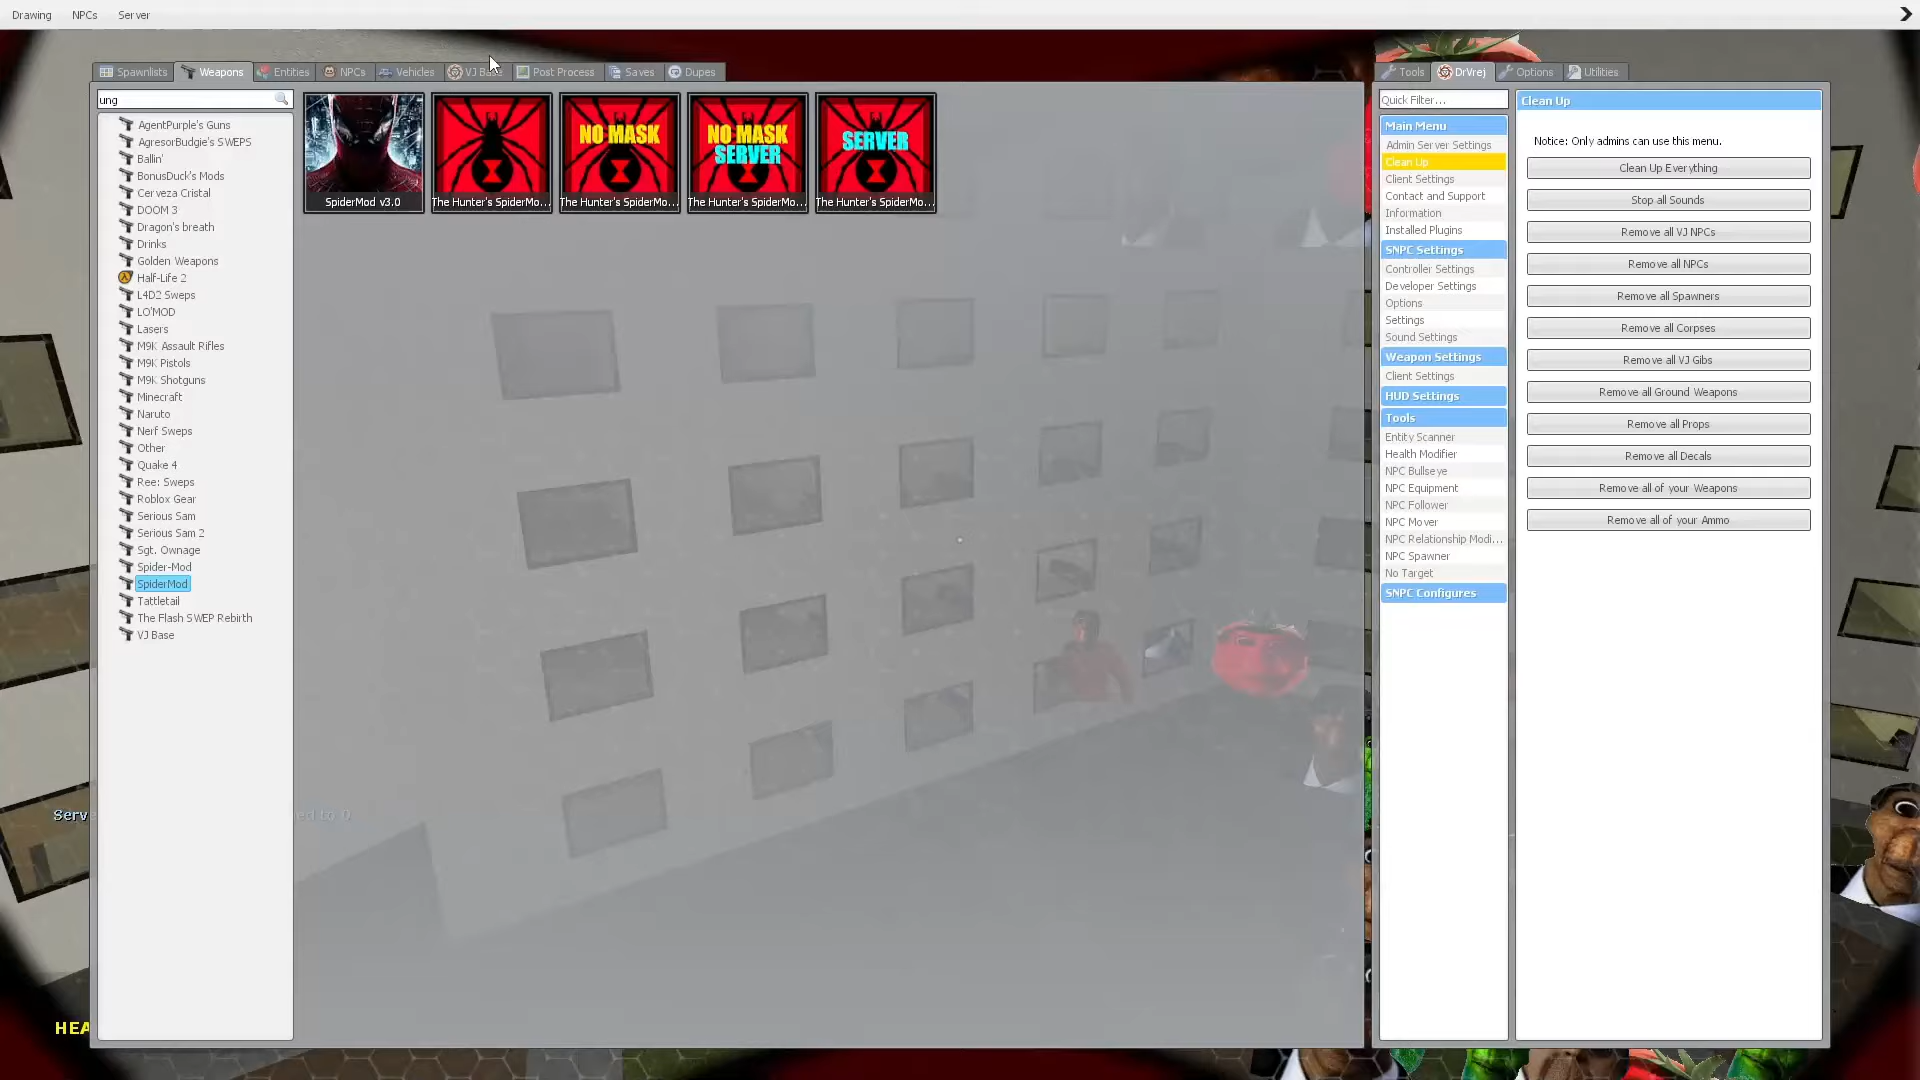 Drawing NPCs Server
Spawnlists Weapons Entities NPCs Vehicles VJ Base Post Process Saves Dupes
ung
AgentPurple's Guns
AgresorBudgie's SWEPS
Ballin'
BonusDuck's Mods
Cerveza Cristal
DOOM 3
Dragon's breath
Drinks
Golden Weapons
Half-Life 2
L4D2 Sweps
LO'MOD
Lasers
M9K Assault Rifles
M9K Pistols
M9K Shotguns
Minecraft
Naruto
Nerf Sweps
Other
Quake 4
Ree: Sweps
Roblox Gear
Serious Sam
Serious Sam 2
Sgt. Ownage
Spider-Mod
SpiderMod
Tattletail
The Flash SWEP Rebirth
VJ Base
SpiderMod v3.0
The Hunter's SpiderMo...
NO MASK
The Hunter's SpiderMo...
NO MASK
SERVER
The Hunter's SpiderMo...
SERVER
The Hunter's SpiderMo...
Serv
ed to 0
HEA
Tools DrVrej Options Utilities
Quick Filter...
Main Menu
Admin Server Settings
Clean Up
Client Settings
Contact and Support
Information
Installed Plugins
SNPC Settings
Controller Settings
Developer Settings
Options
Settings
Sound Settings
Weapon Settings
Client Settings
HUD Settings
Tools
Entity Scanner
Health Modifier
NPC Bullseye
NPC Equipment
NPC Follower
NPC Mover
NPC Relationship Modi...
NPC Spawner
No Target
SNPC Configures
Clean Up
Notice: Only admins can use this menu.
Clean Up Everything
Stop all Sounds
Remove all VJ NPCs
Remove all NPCs
Remove all Spawners
Remove all Corpses
Remove all VJ Gibs
Remove all Ground Weapons
Remove all Props
Remove all Decals
Remove all of your Weapons
Remove all of your Ammo